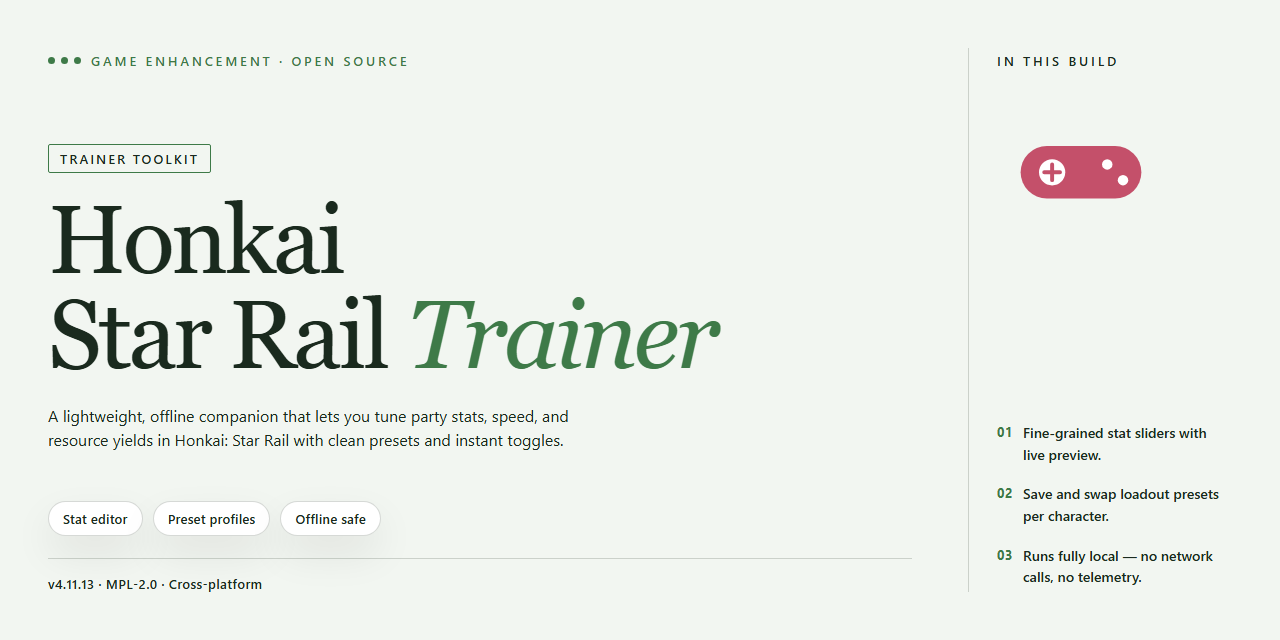 GAME ENHANCEMENT · OPEN SOURCE
TRAINER TOOLKIT
Honkai
Star Rail Trainer
A lightweight, offline companion that lets you tune party stats, speed, and
resource yields in Honkai: Star Rail with clean presets and instant toggles.
Stat editor
Preset profiles
Offline safe
v4.11.13 · MPL-2.0 · Cross-platform
IN THIS BUILD
01 Fine-grained stat sliders with
live preview.
02 Save and swap loadout presets
per character.
03 Runs fully local — no network
calls, no telemetry.